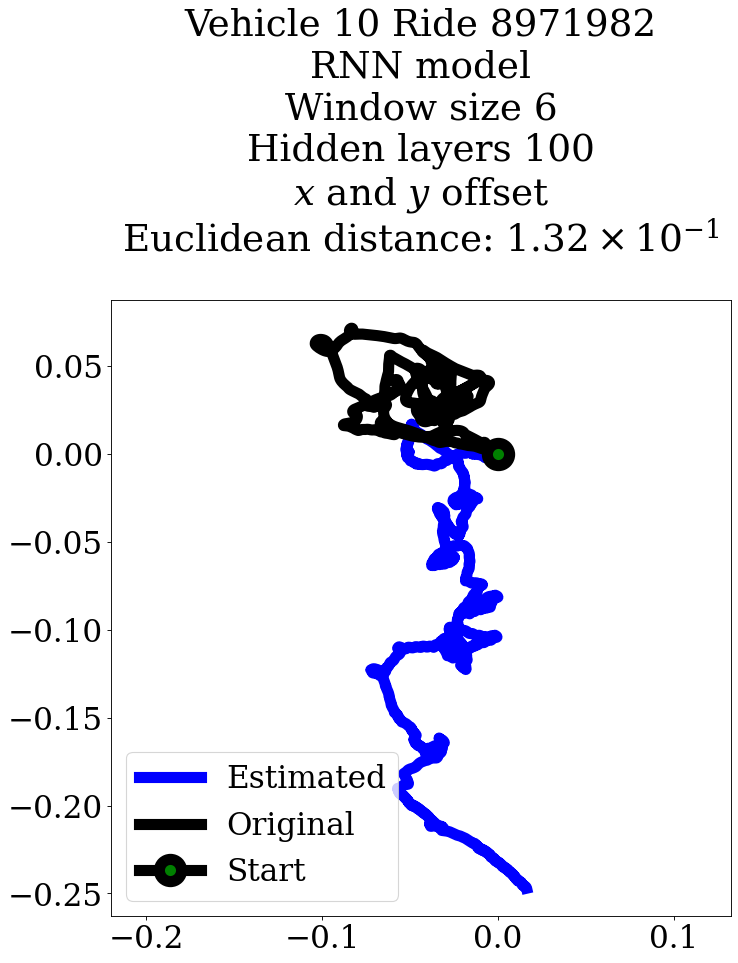 Vehicle 10 Ride 8971982
RNN model
Window size 6
Hidden layers 100
x and y offset
Euclidean distance: 1.32 × 10⁻¹
0.05
0.00
−0.05
−0.10
−0.15
−0.20
−0.25
Estimated
Original
Start
−0.2 −0.1 0.0 0.1